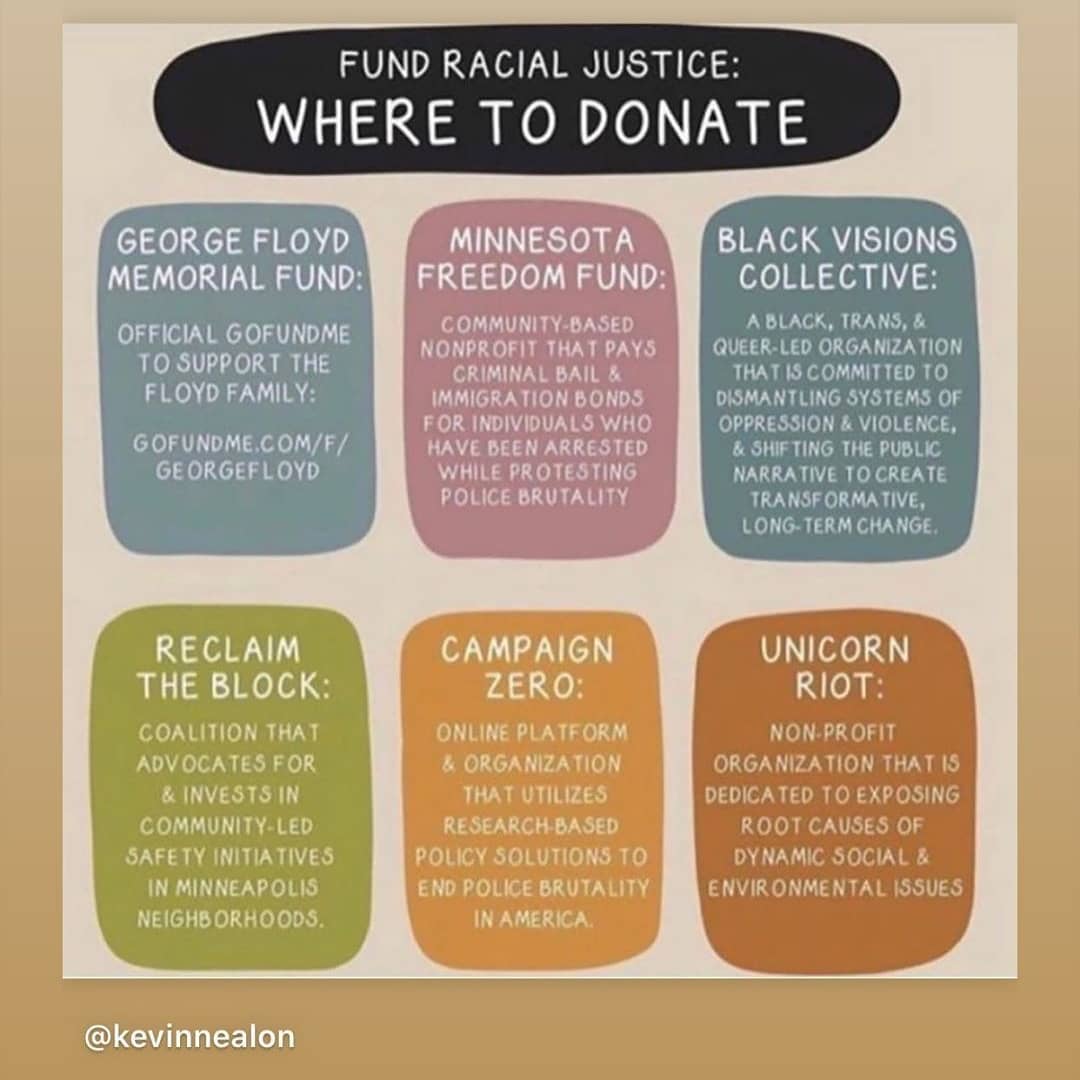 FUND RACIAL JUSTICE:
WHERE TO DONATE
GEORGE FLOYD
MEMORIAL FUND:
OFFICIAL GOFUNDME
TO SUPPORT THE
FLOYD FAMILY:
GOFUNDME.COM/F/
GEORGEFLOYD
MINNESOTA
FREEDOM FUND:
COMMUNITY-BASED
NONPROFIT THAT PAYS
CRIMINAL BAIL &
IMMIGRATION BONDS
FOR INDIVIDUALS WHO
HAVE BEEN ARRESTED
WHILE PROTESTING
POLICE BRUTALITY
BLACK VISIONS
COLLECTIVE:
A BLACK, TRANS, &
QUEER-LED ORGANIZATION
THAT IS COMMITTED TO
DISMANTLING SYSTEMS OF
OPPRESSION & VIOLENCE,
& SHIFTING THE PUBLIC
NARRATIVE TO CREATE
TRANSFORMATIVE,
LONG-TERM CHANGE.
RECLAIM
THE BLOCK:
COALITION THAT
ADVOCATES FOR
& INVESTS IN
COMMUNITY-LED
SAFETY INITIATIVES
IN MINNEAPOLIS
NEIGHBORHOODS.
CAMPAIGN
ZERO:
ONLINE PLATFORM
& ORGANIZATION
THAT UTILIZES
RESEARCH-BASED
POLICY SOLUTIONS TO
END POLICE BRUTALITY
IN AMERICA.
UNICORN
RIOT:
NON-PROFIT
ORGANIZATION THAT IS
DEDICATED TO EXPOSING
ROOT CAUSES OF
DYNAMIC SOCIAL &
ENVIRONMENTAL ISSUES
@kevinnealon